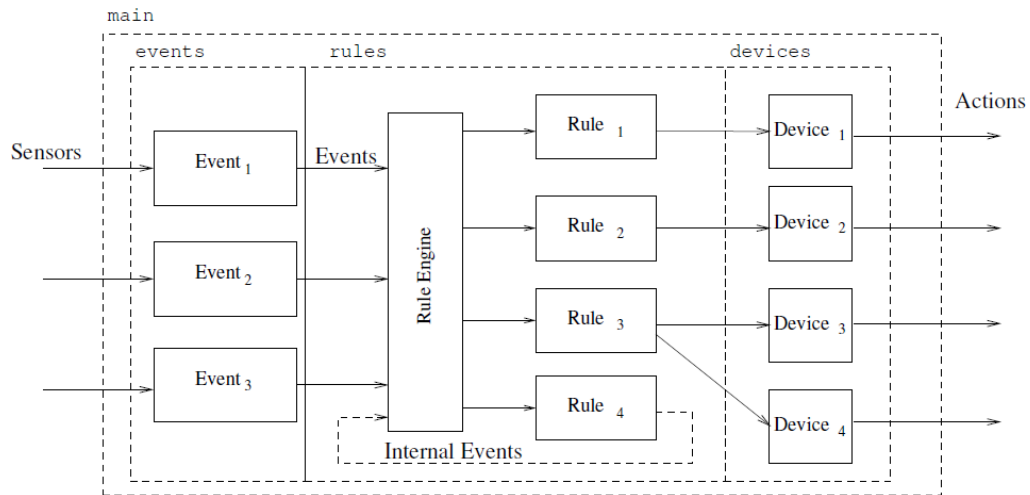 main
events
rules
devices
Sensors
Event 1
Events
Event 2
Event 3
Rule Engine
Rule 1
Rule 2
Rule 3
Rule 4
Internal Events
Device 1
Device 2
Device 3
Device 4
Actions